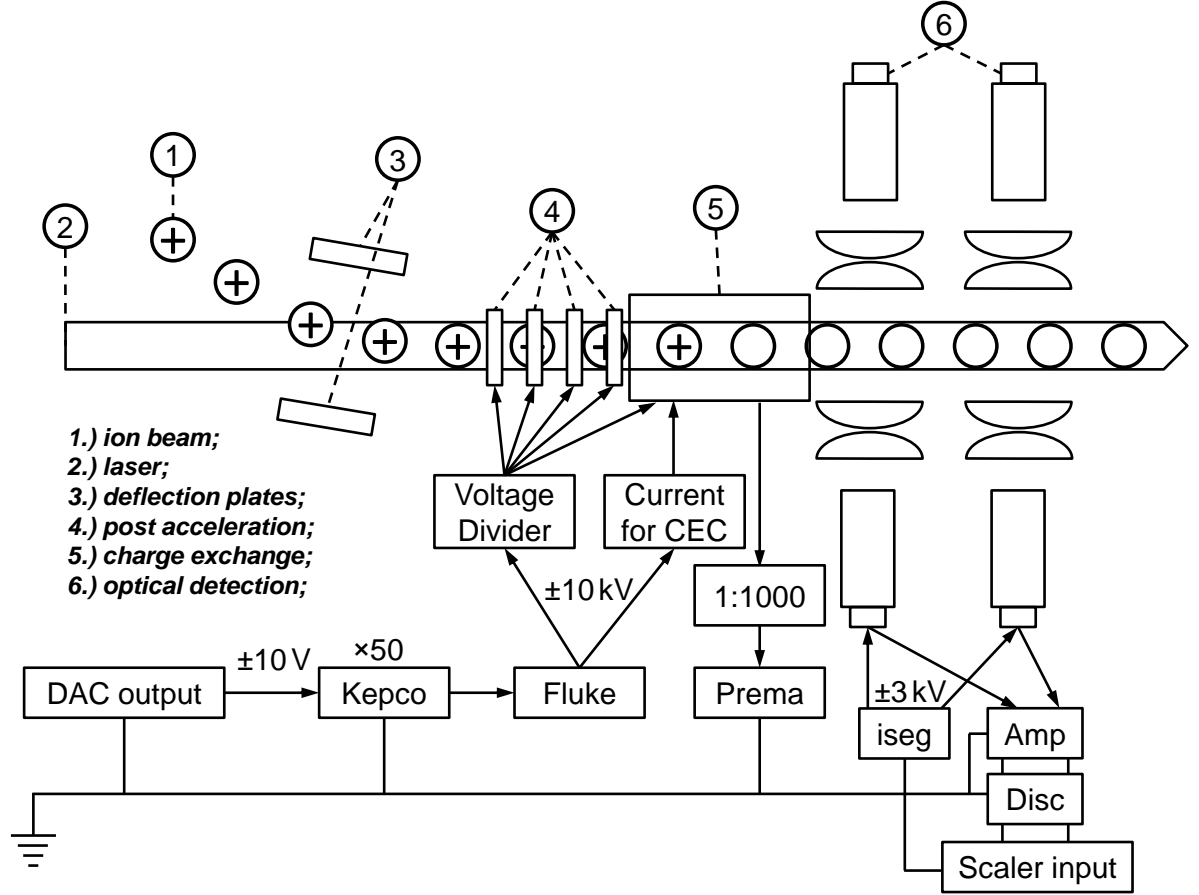 6
1
3
2
4
5
1.) ion beam;
2.) laser;
3.) deflection plates;
4.) post acceleration;
5.) charge exchange;
6.) optical detection;
Voltage
Divider
Current
for CEC
±10 kV
1:1000
±10 V
×50
DAC output
Kepco
Fluke
Prema
±3 kV
iseg
Amp
Disc
Scaler input